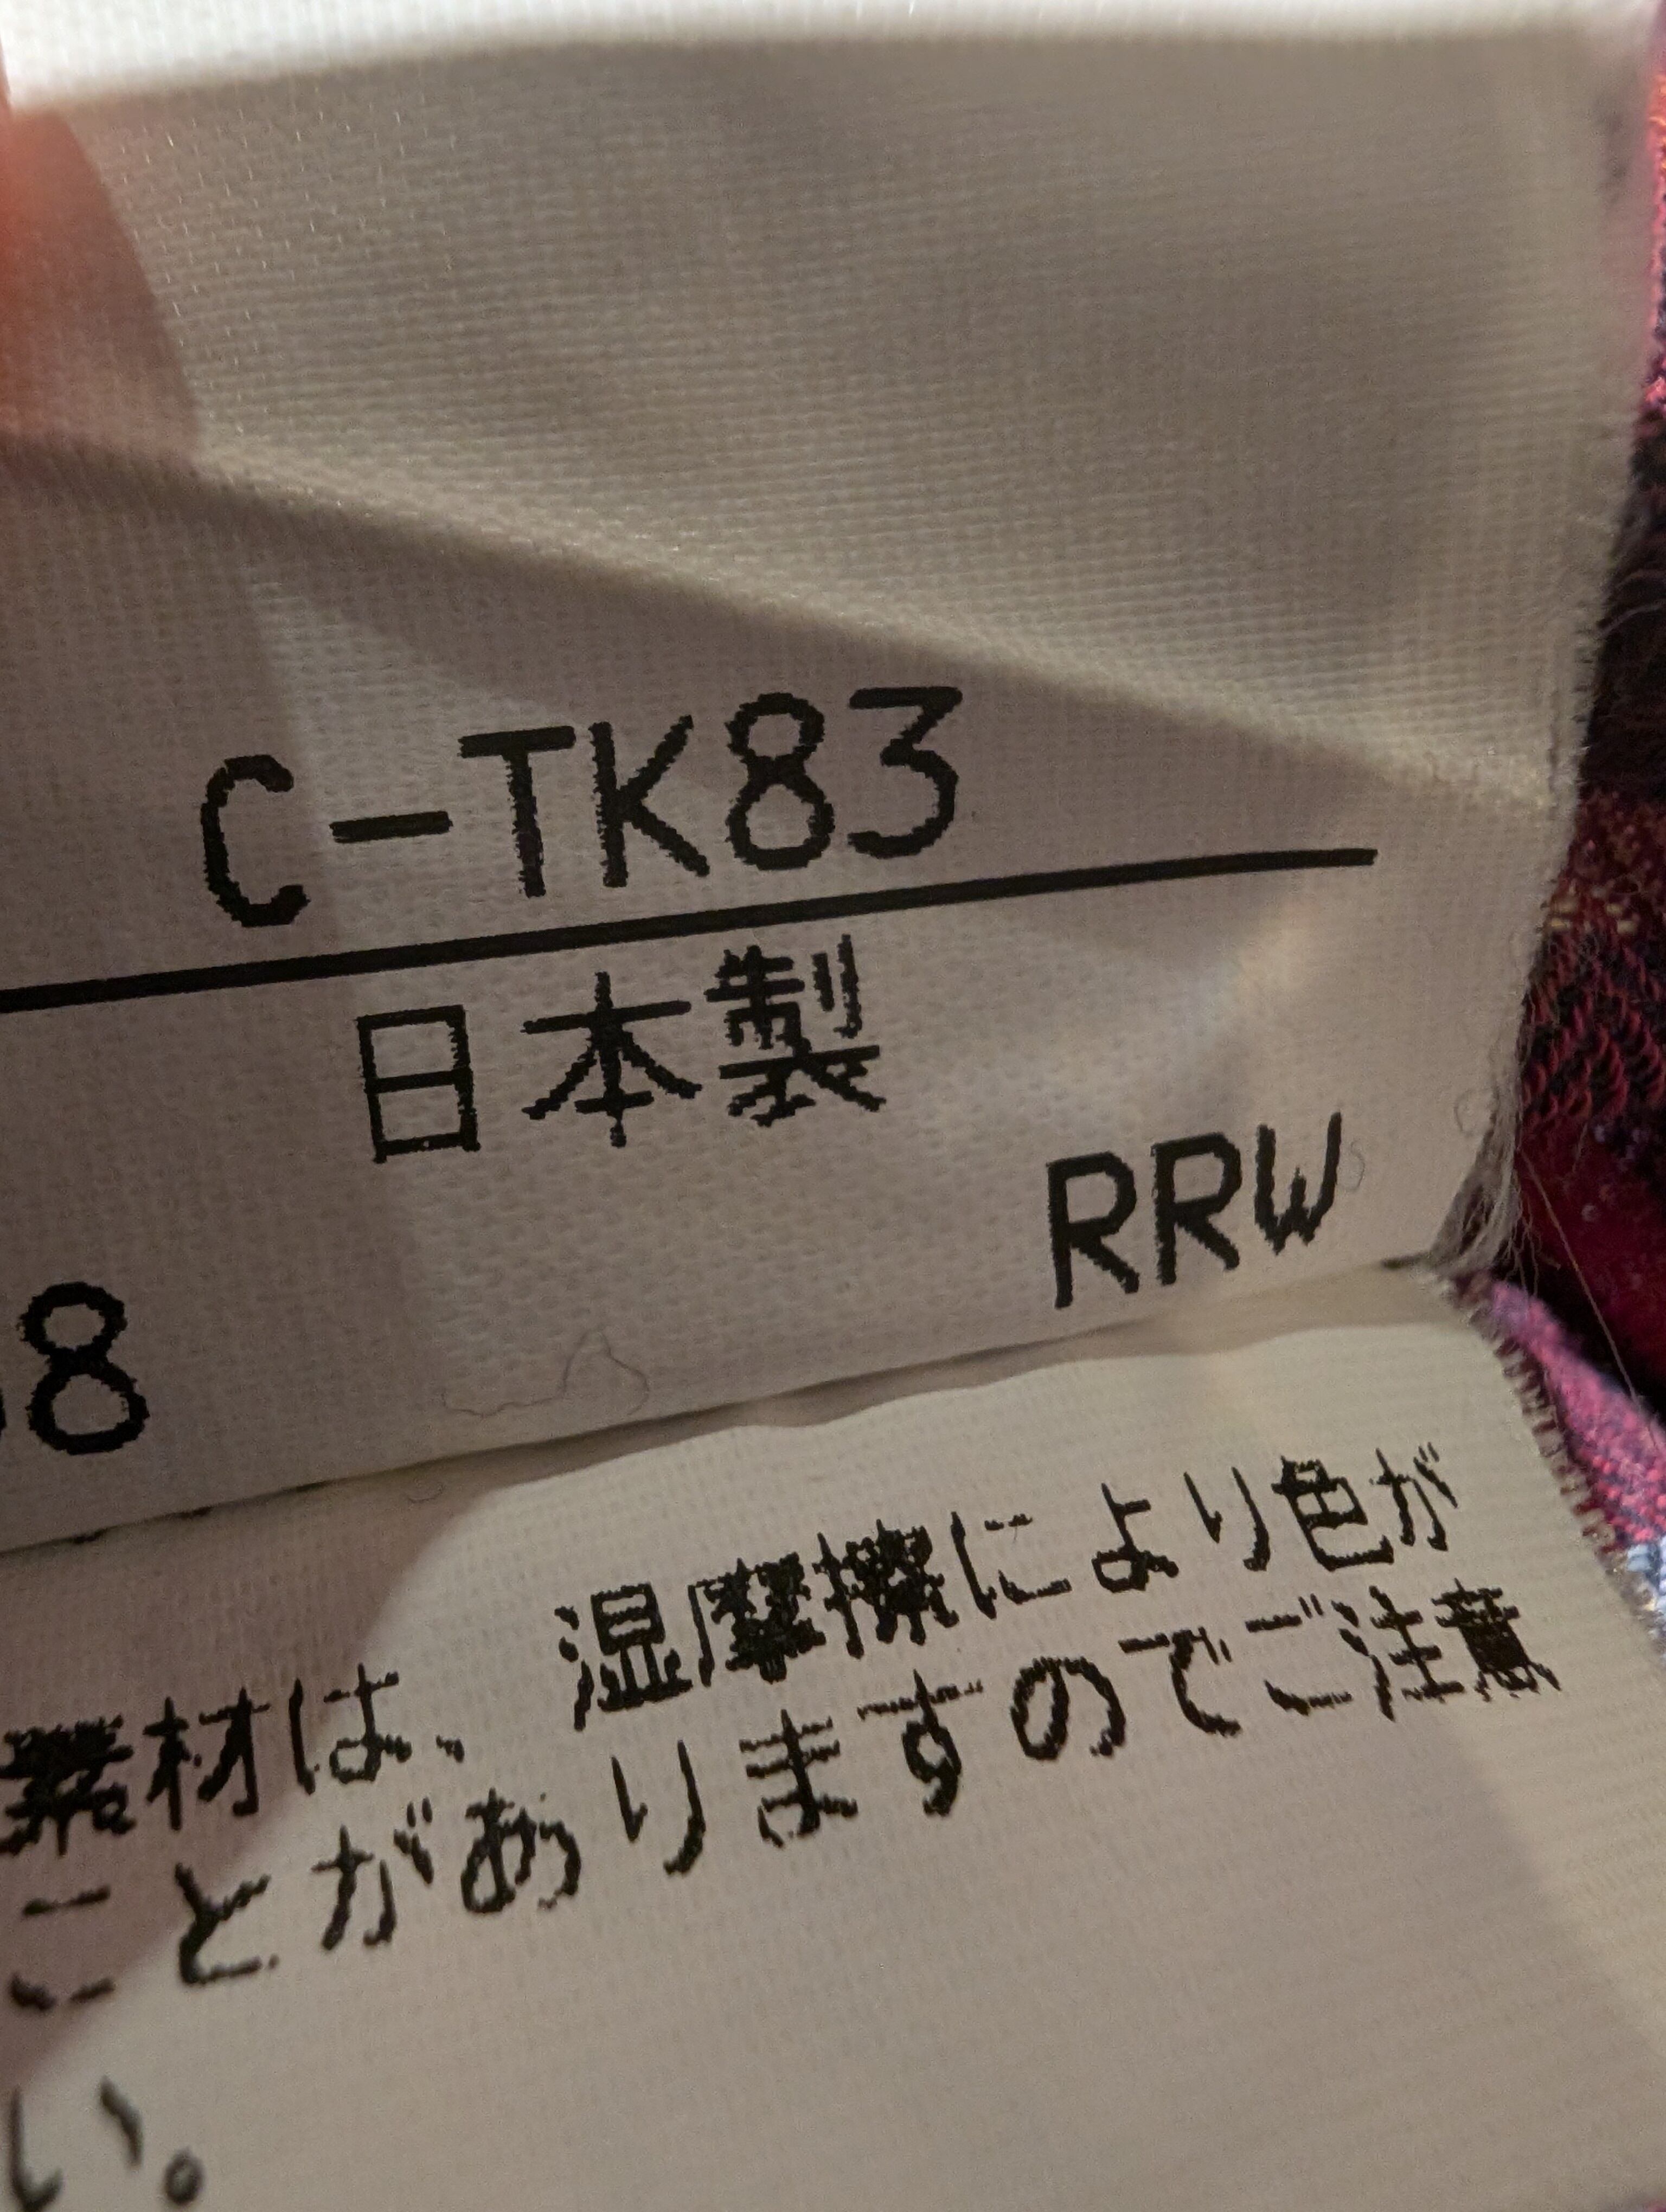 C-TK83
日本製
RRW
8
素材は、湿摩擦により色が
ことがありますのでご注意
い。